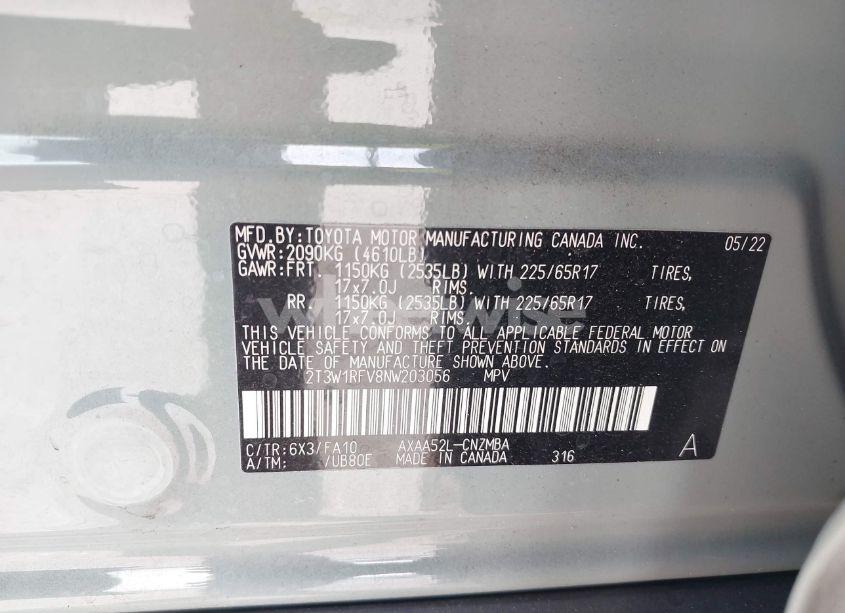 MFD.BY:TOYOTA MOTOR MANUFACTURING CANADA INC. 05/22
GVWR:2090KG (4610LB)
GAWR:FRT. 1150KG (2535LB) WITH 225/65R17 TIRES,
17x7.0J RIMS.
RR. 1150KG (2535LB) WITH 225/65R17 TIRES,
17x7.0J RIMS.
THIS VEHICLE CONFORMS TO ALL APPLICABLE FEDERAL MOTOR
VEHICLE SAFETY AND THEFT PREVENTION STANDARDS IN EFFECT ON
THE DATE OF MANUFACTURE SHOWN ABOVE.
2T3W1RFV8NW203056 MPV
C/TR:6X3/FA10 AXAA52L-CNZMBA
A/TM: /UB80E MADE IN CANADA 316 A